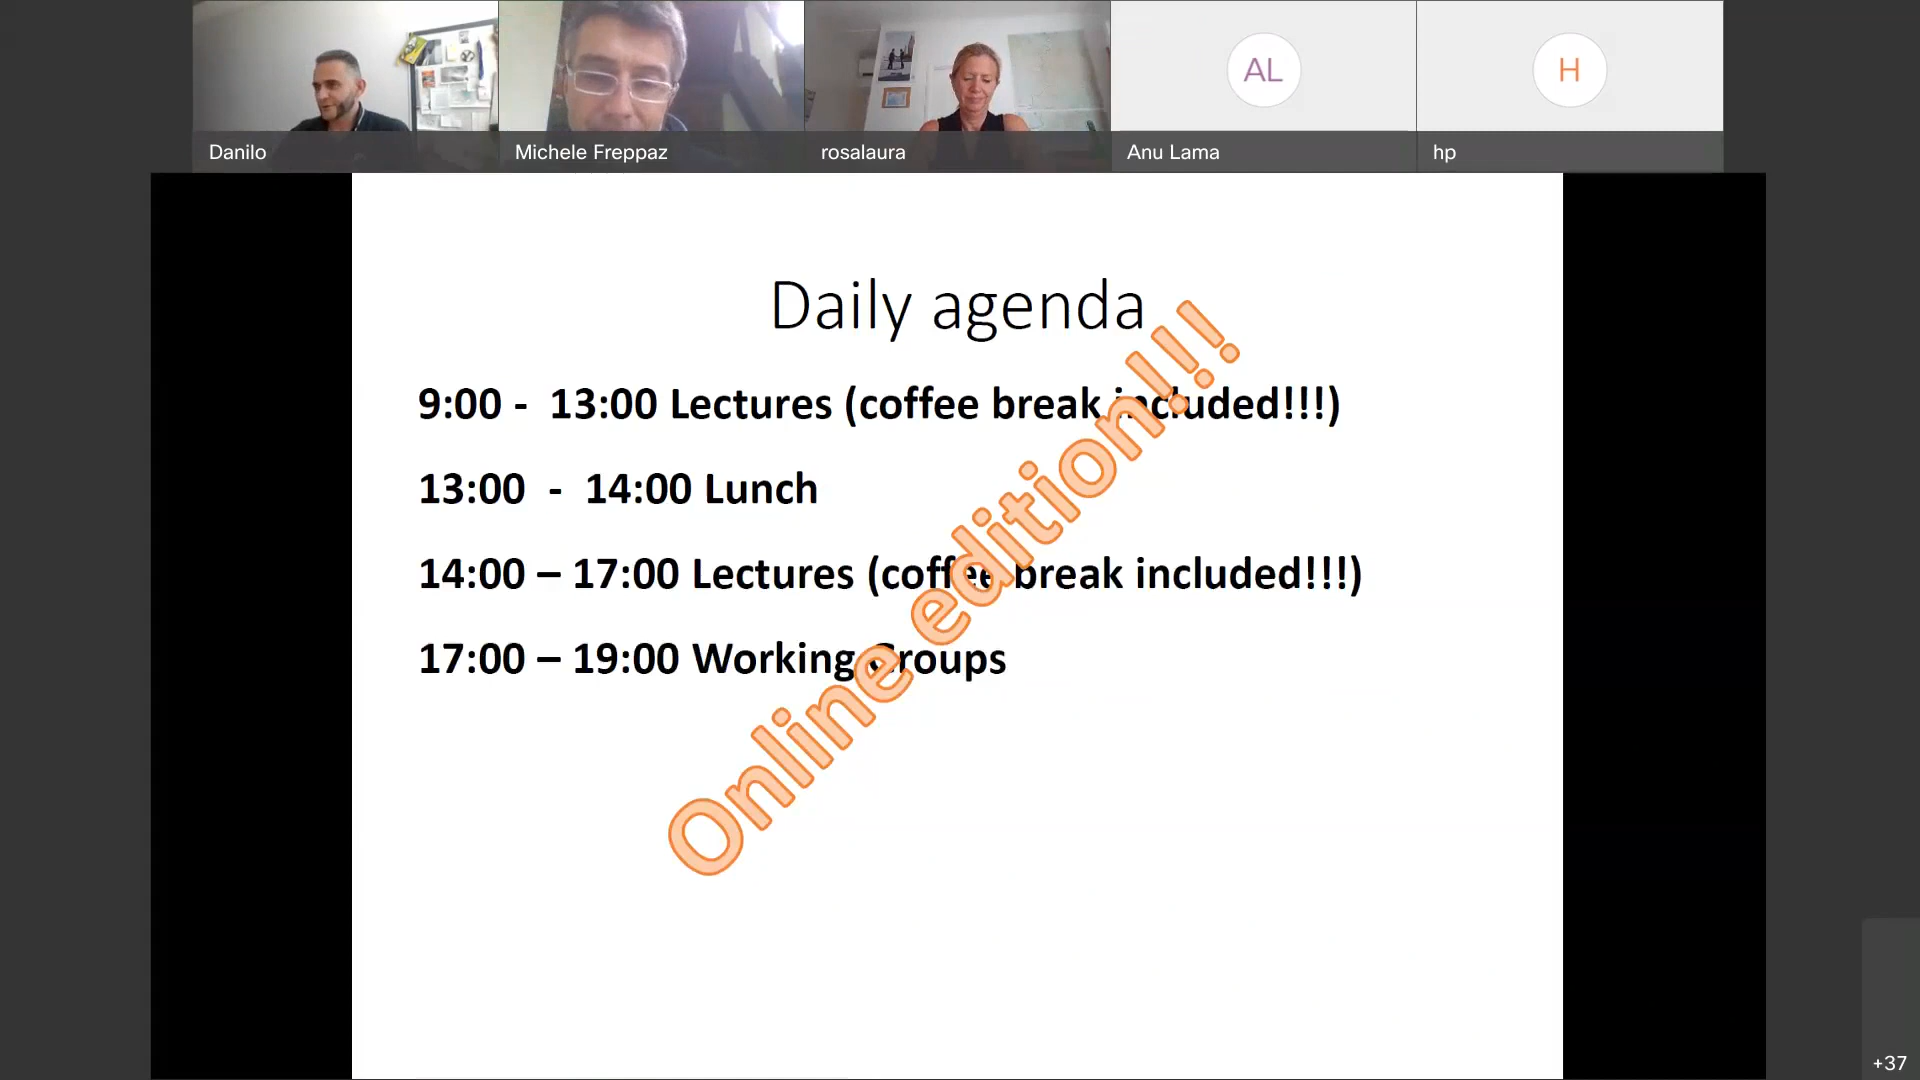 AL
H
Danilo
Michele Freppaz
rosalaura
Anu Lama
hp
Daily agenda
9:00 - 13:00 Lectures (coffee break included!!!)
13:00 - 14:00 Lunch
14:00 – 17:00 Lectures (coffee break included!!!)
17:00 – 19:00 Working Groups
Online edition!!!
+37